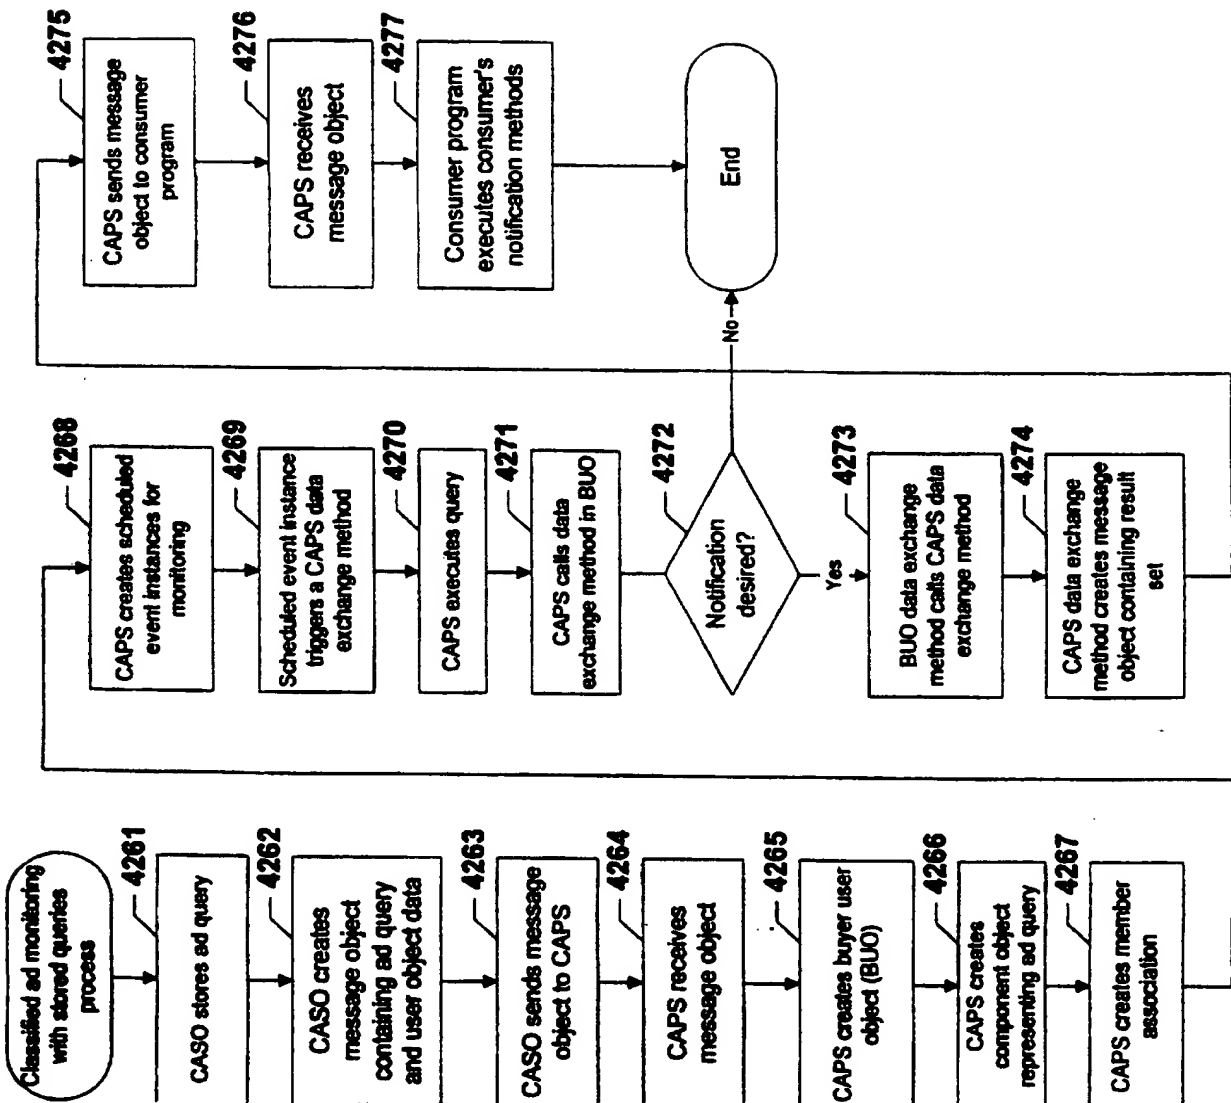 Classified ad monitoring
with stored queries
process
4261
CASO stores ad query
4262
CASO creates
message object
containing ad query
and user object data
4263
CASO sends message
object to CAPS
4264
CAPS receives
message object
4265
CAPS creates buyer user
object (BUO)
4266
CAPS creates
component object
representing ad query
4267
CAPS creates member
association
4268
CAPS creates scheduled
event instances for
monitoring
4269
Scheduled event instance
triggers a CAPS data
exchange method
4270
CAPS executes query
4271
CAPS calls data
exchange method in BUO
4272
Notification
desired?
No
Yes
4273
BUO data exchange
method calls CAPS data
exchange method
4274
CAPS data exchange
method creates message
object containing result
set
4275
CAPS sends message
object to consumer
program
4276
CAPS receives
message object
4277
Consumer program
executes consumer's
notification methods
End